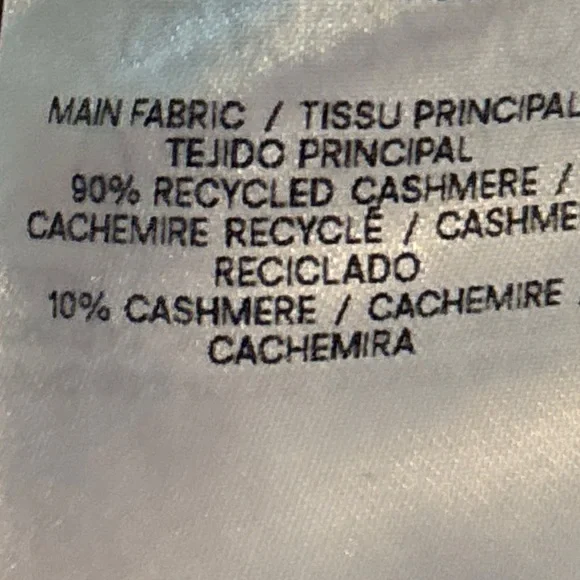 MAIN FABRIC / TISSU PRINCIPAL
TEJIDO PRINCIPAL
90% RECYCLED CASHMERE /
CACHEMIRE RECYCLÉ / CASHME
RECICLADO
10% CASHMERE / CACHEMIRE
CACHEMIRA